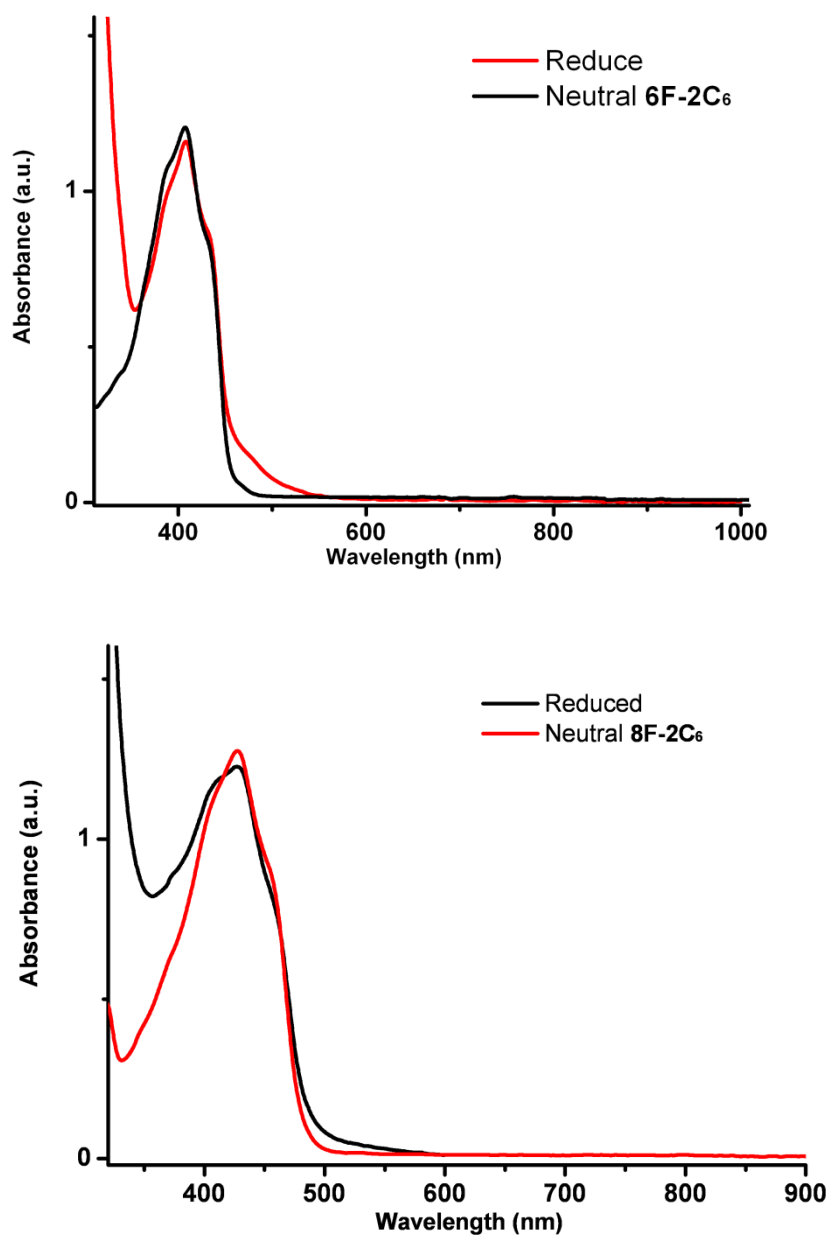 Reduce
Neutral 6F-2C₆
Absorbance (a.u.)
1
0
400 600 800 1000
Wavelength (nm)
Reduced
Neutral 8F-2C₆
Absorbance (a.u.)
1
0
400 500 600 700 800 900
Wavelength (nm)